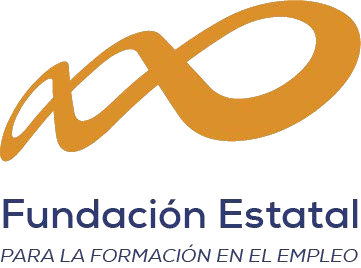 Fundación Estatal
PARA LA FORMACIÓN EN EL EMPLEO